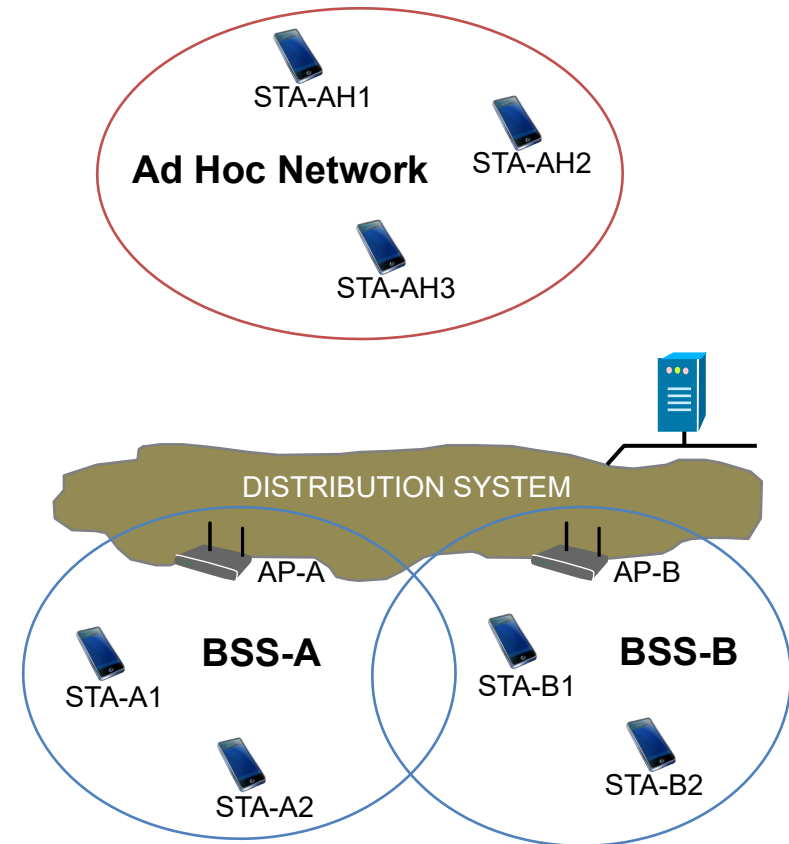 STA-AH1
STA-AH2
Ad Hoc Network
STA-AH3
DISTRIBUTION SYSTEM
AP-A
AP-B
BSS-A
BSS-B
STA-A1
STA-B1
STA-A2
STA-B2